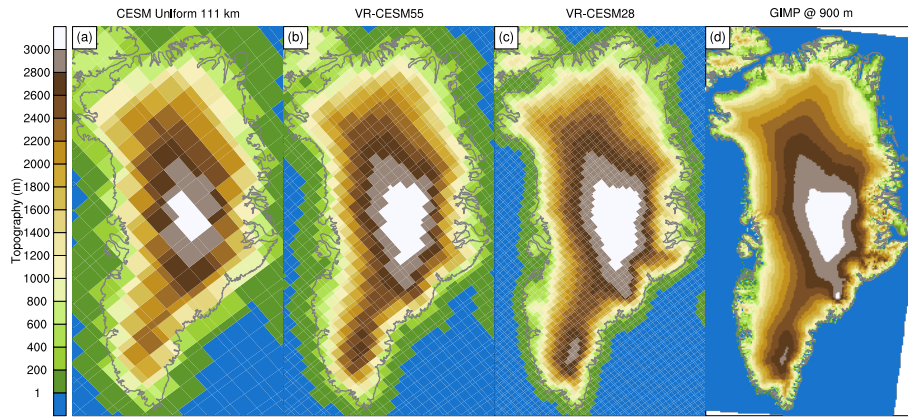 CESM Uniform 111 km
VR-CESM55
VR-CESM28
GIMP @ 900 m
(a)
(b)
(c)
(d)
Topography (m)
3000
2800
2600
2400
2200
2000
1800
1600
1400
1200
1000
800
600
400
200
1